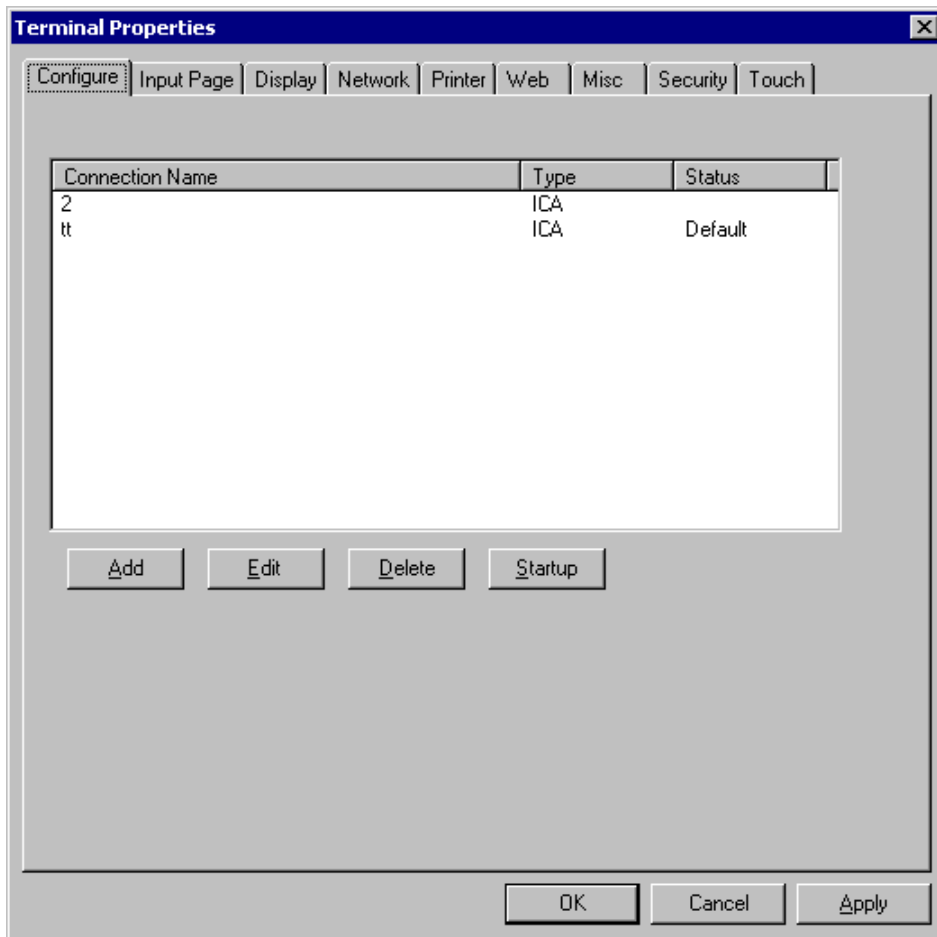 Terminal Properties
Configure Input Page Display Network Printer Web Misc Security Touch
Connection Name Type Status
2 ICA
tt ICA Default
Add Edit Delete Startup
OK Cancel Apply